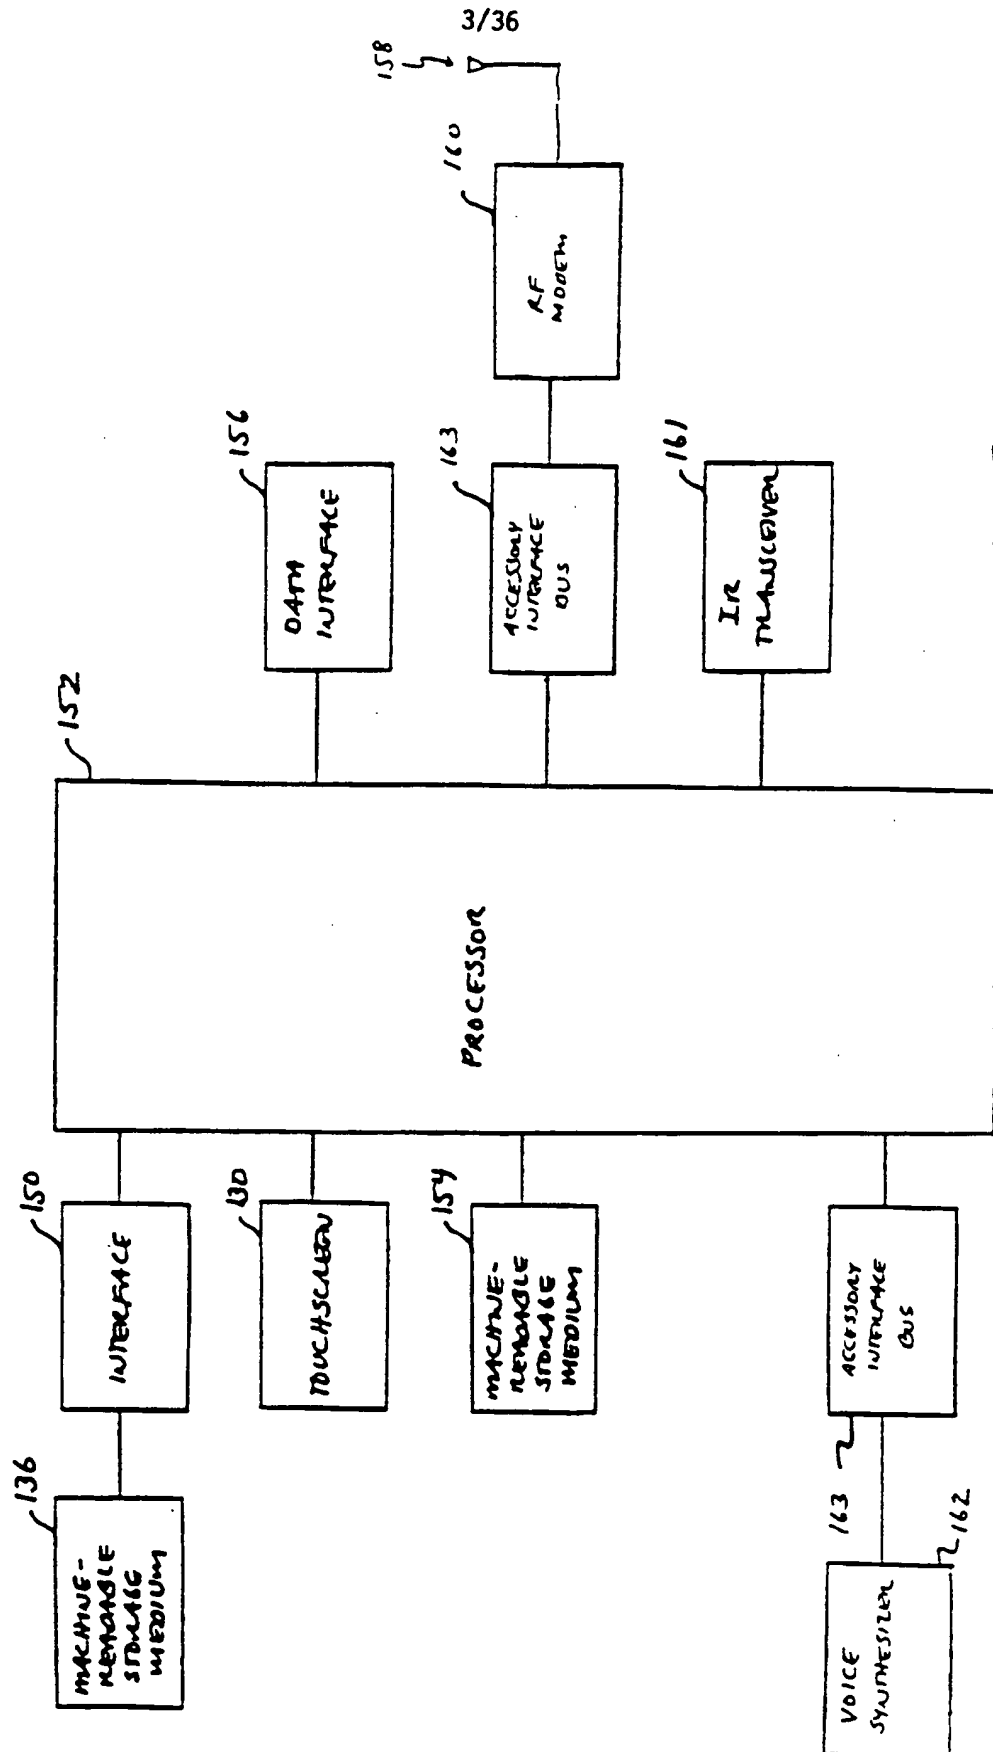 3/36
158
160
RF
MODEM
156
DATA
INTERFACE
163
ACCESSORY
INTERFACE
BUS
161
IR
TRANSCEIVER
152
PROCESSOR
150
INTERFACE
130
TOUCHSCREEN
154
MACHINE-
READABLE
STORAGE
MEDIUM
ACCESSORY
INTERFACE
BUS
136
MACHINE-
READABLE
STORAGE
MEDIUM
163
162
VOICE
SYNTHESIZER